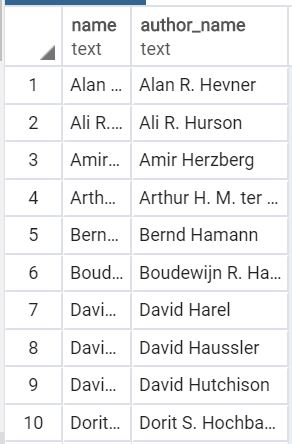 name author_name
text text
1 Alan ... Alan R. Hevner
2 Ali R.... Ali R. Hurson
3 Amir... Amir Herzberg
4 Arth... Arthur H. M. ter ...
5 Bern... Bernd Hamann
6 Boud... Boudewijn R. Ha...
7 Davi... David Harel
8 Davi... David Haussler
9 Davi... David Hutchison
10 Dorit... Dorit S. Hochba...